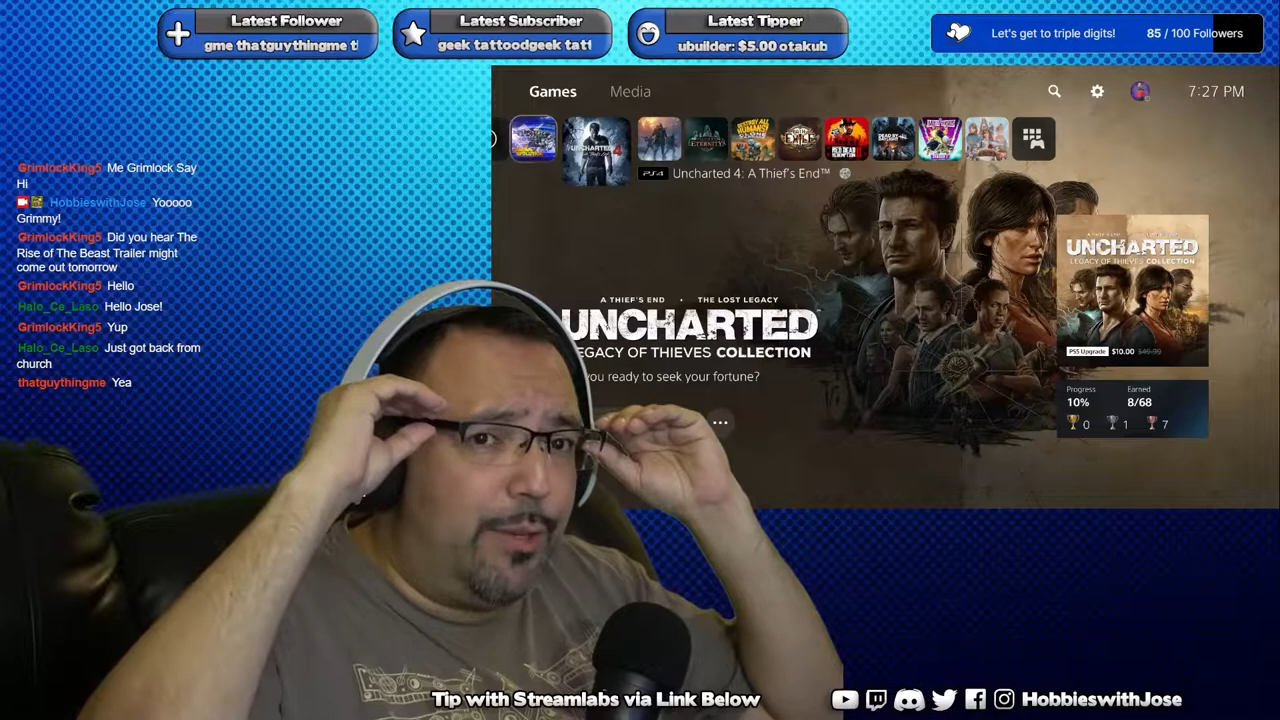 Latest Follower
gme thatguythingme t
Latest Subscriber
geek tattoodgeek tatt
Latest Tipper
ubuilder: $5.00 otakub
Let's get to triple digits! 85 / 100 Followers
Games Media
7:27 PM
PS4 Uncharted 4: A Thief's End™
GrimlockKing5 Me Grimlock Say
Hi
HobbieswithJose Yooooo
Grimmy!
GrimlockKing5 Did you hear The
Rise of The Beast Trailer might
come out tomorrow
GrimlockKing5 Hello
Halo_Ce_Laso Hello Jose!
GrimlockKing5 Yup
Halo_Ce_Laso Just got back from
church
thatguythingme Yea
A THIEF'S END • THE LOST LEGACY
UNCHARTED
EGACY OF THIEVES COLLECTION
you ready to seek your fortune?
UNCHARTED
LEGACY OF THIEVES COLLECTION
PS5 Upgrade $10.00 $49.99
Progress Earned
10% 8/68
0 1 7
Tip with Streamlabs via Link Below
HobbieswithJose